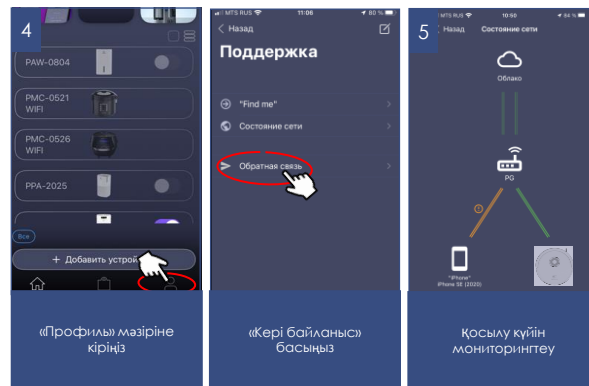 4
PAW-0804
PMC-0521
WIFI
PMC-0526
WIFI
PPA-2025
Все
+ Добавить устрой
«Профиль» мәзіріне
кіріңіз
MTS RUS 11:06 80 %
Назад
Поддержка
"Find me"
Состояние сети
Обратная связь
«Кері байланыс»
басыңыз
5
MTS RUS 10:50 84 %
Назад Состояние сети
Облако
PG
"iPhone"
iPhone SE (2020)
Қосылу күйін
мониторингтеу